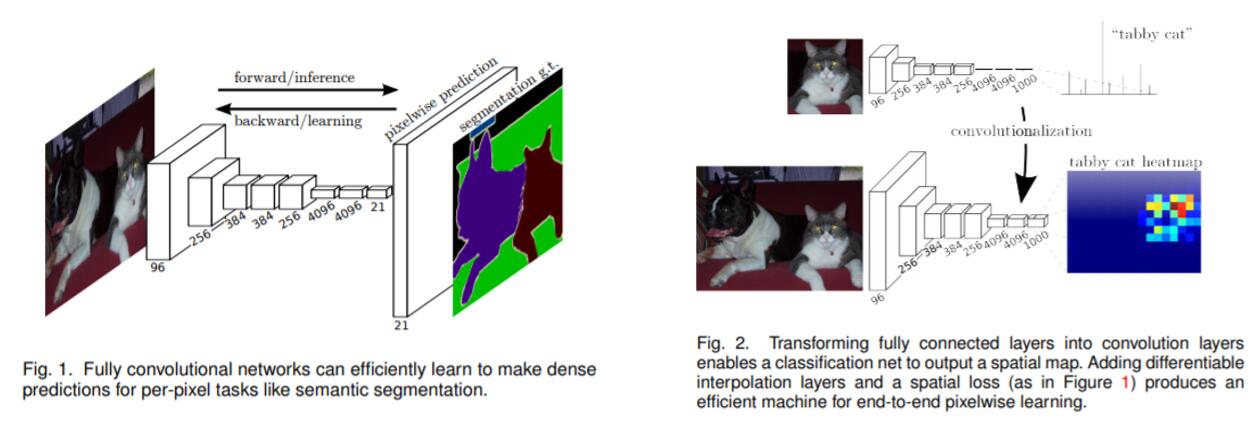 forward/inference
backward/learning
pixelwise prediction
segmentation g.t.
96
256
384
384
256
4096
4096
21
21
Fig. 1. Fully convolutional networks can efficiently learn to make dense
predictions for per-pixel tasks like semantic segmentation.
"tabby cat"
96
256
384
384
256
4096
4096
1000
convolutionalization
tabby cat heatmap
96
256
384
384
256
4096
4096
1000
Fig. 2. Transforming fully connected layers into convolution layers
enables a classification net to output a spatial map. Adding differentiable
interpolation layers and a spatial loss (as in Figure 1) produces an
efficient machine for end-to-end pixelwise learning.